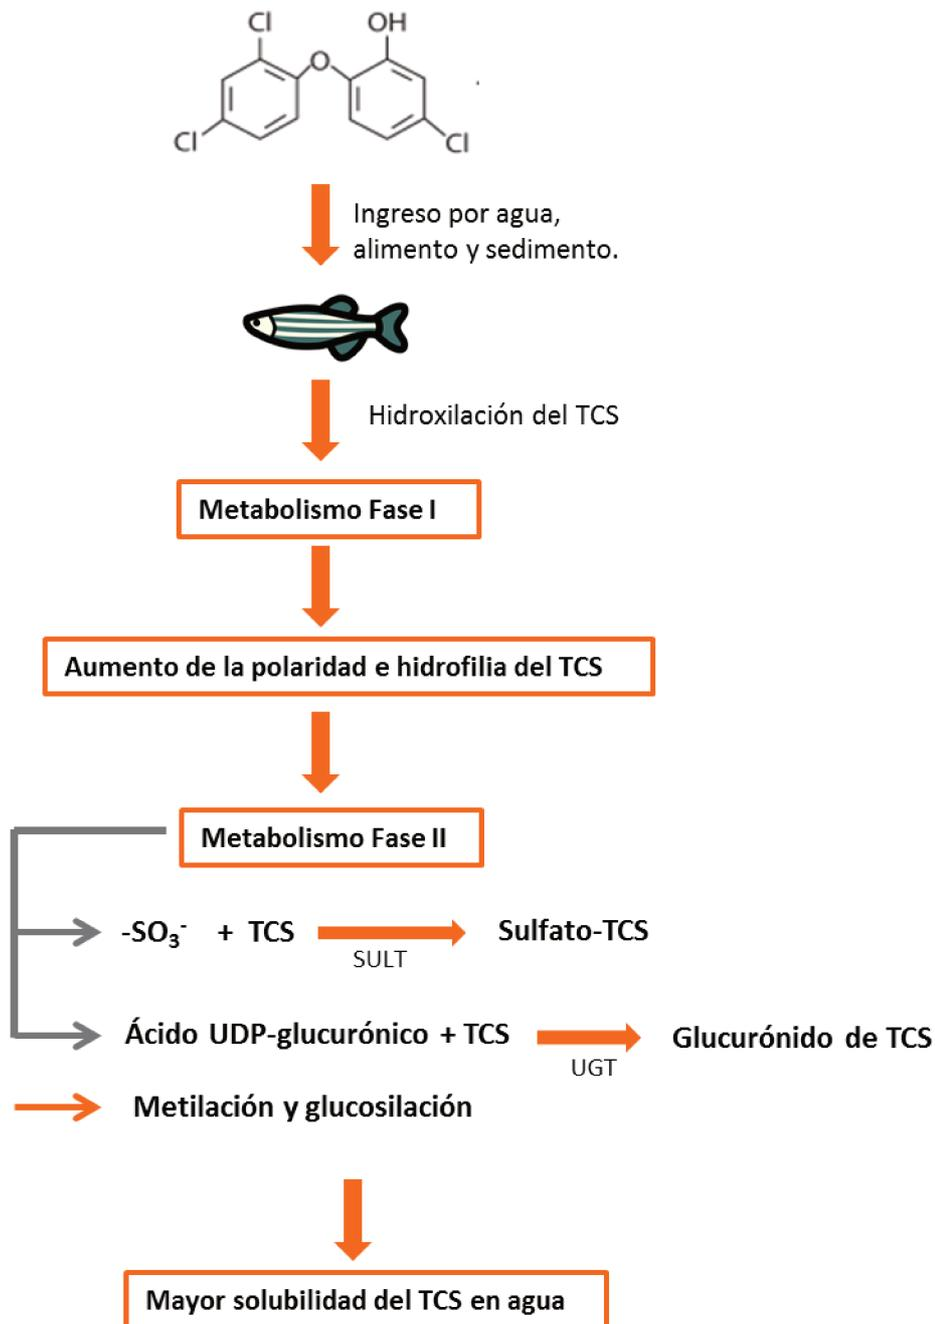 Cl
OH
O
Cl
Cl
Ingreso por agua,
alimento y sedimento.
Hidroxilación del TCS
Metabolismo Fase I
Aumento de la polaridad e hidrofilia del TCS
Metabolismo Fase II
-SO₃⁻ + TCS
SULT
Sulfato-TCS
Ácido UDP-glucurónico + TCS
UGT
Glucurónido de TCS
Metilación y glucosilación
Mayor solubilidad del TCS en agua